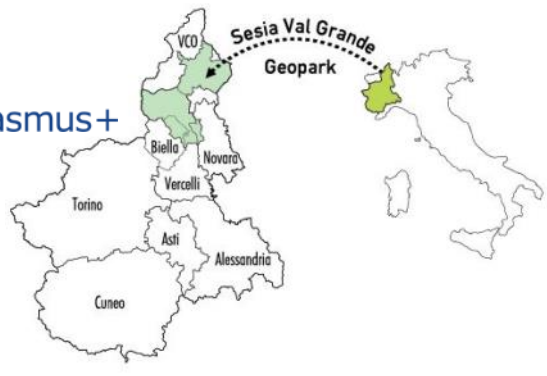 VCO
Sesia Val Grande
Geopark
asmus+
Biella
Novara
Vercelli
Torino
Asti
Alessandria
Cuneo